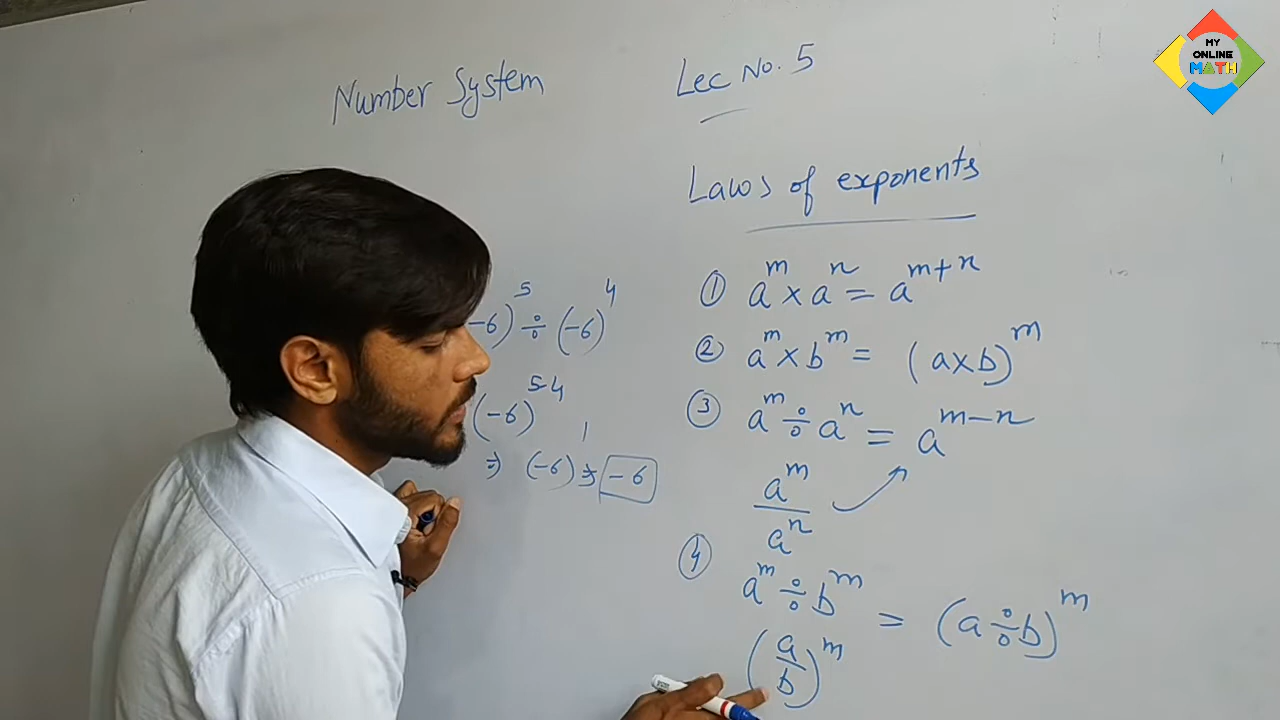 MY
ONLINE
MATH
Number System
Lec No. 5
Laws of exponents
① a^m × a^n = a^{m+n}
② a^m × b^m = (a×b)^m
③ a^m ÷ a^n = a^{m-n}
a^m / a^n
④ a^m ÷ b^m = (a÷b)^m
(a/b)^m
-6)^5 ÷ (-6)^4
(-6)^{5-4}
⇒ (-6)^1 ⇒ -6